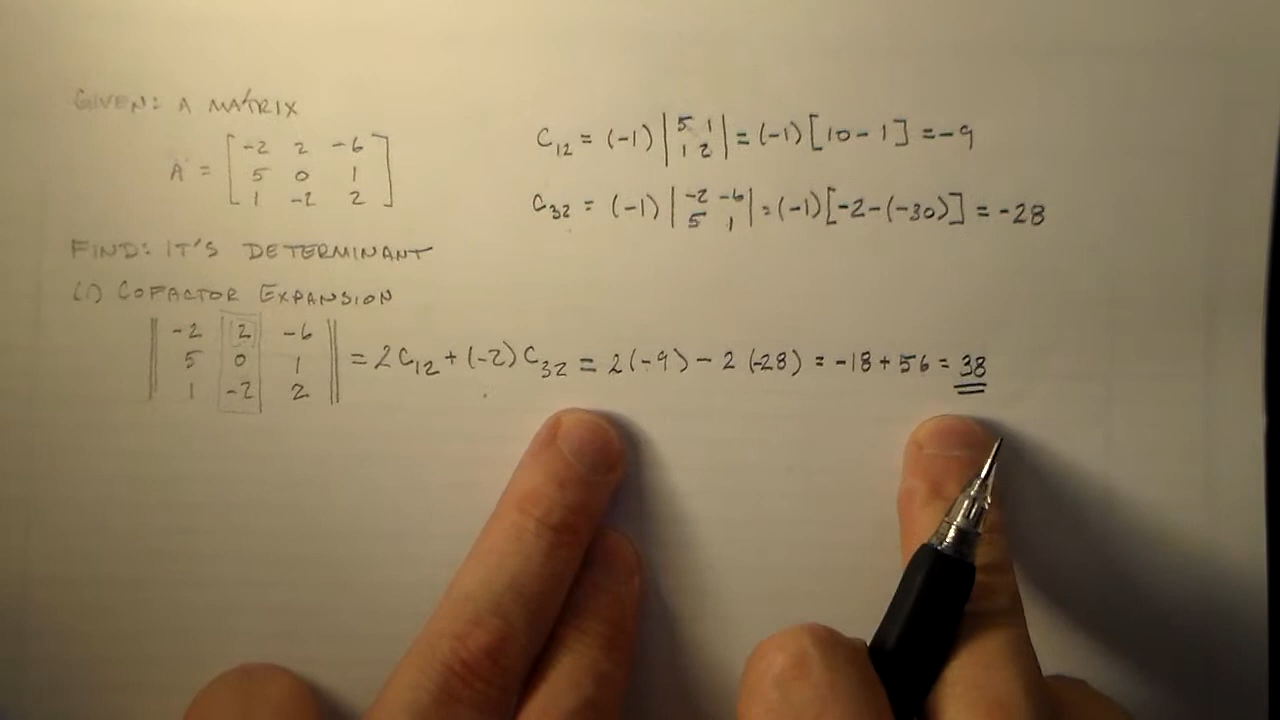 GIVEN: A MATRIX
A = [ -2 2 -6
5 0 1
1 -2 2 ]
FIND: IT'S DETERMINANT
(1) COFACTOR EXPANSION
| -2 2 -6 |
| 5 0 1 | = 2C12 + (-2) C32 = 2(-9) - 2(-28) = -18 + 56 = 38
| 1 -2 2 |
C12 = (-1) | 5 1 | = (-1) [10 - 1] = -9
1 2
C32 = (-1) | -2 -6 | = (-1) [-2 - (-30)] = -28
5 1